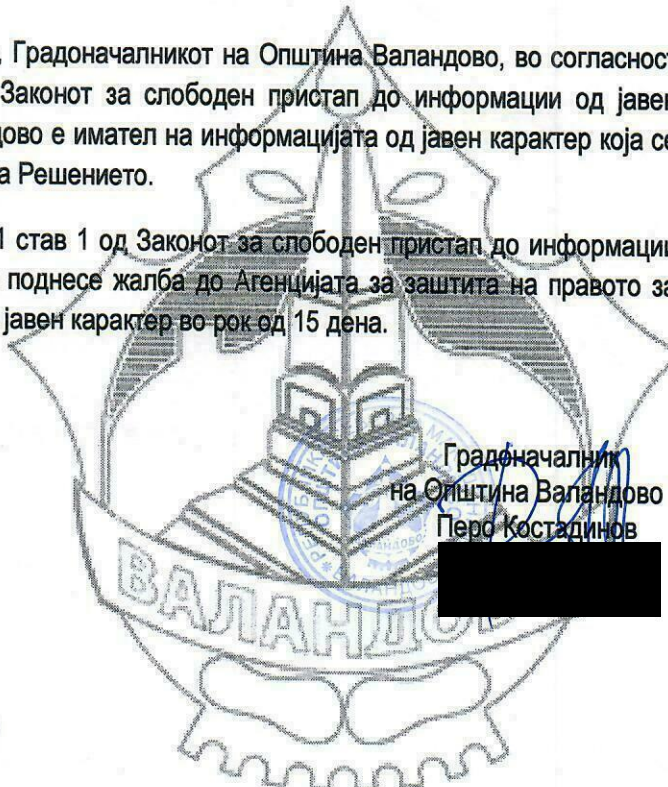 Градоначалникот на Општина Валандово, во согласност
Законот за слободен пристап до информации од јавен
дово е имател на информацијата од јавен карактер која се
а Решението.
1 став 1 од Законот за слободен пристап до информации
поднесе жалба до Агенцијата за заштита на правото за
јавен карактер во рок од 15 дена.
Градоначалник
на Општина Валандово
Перо Костадинов